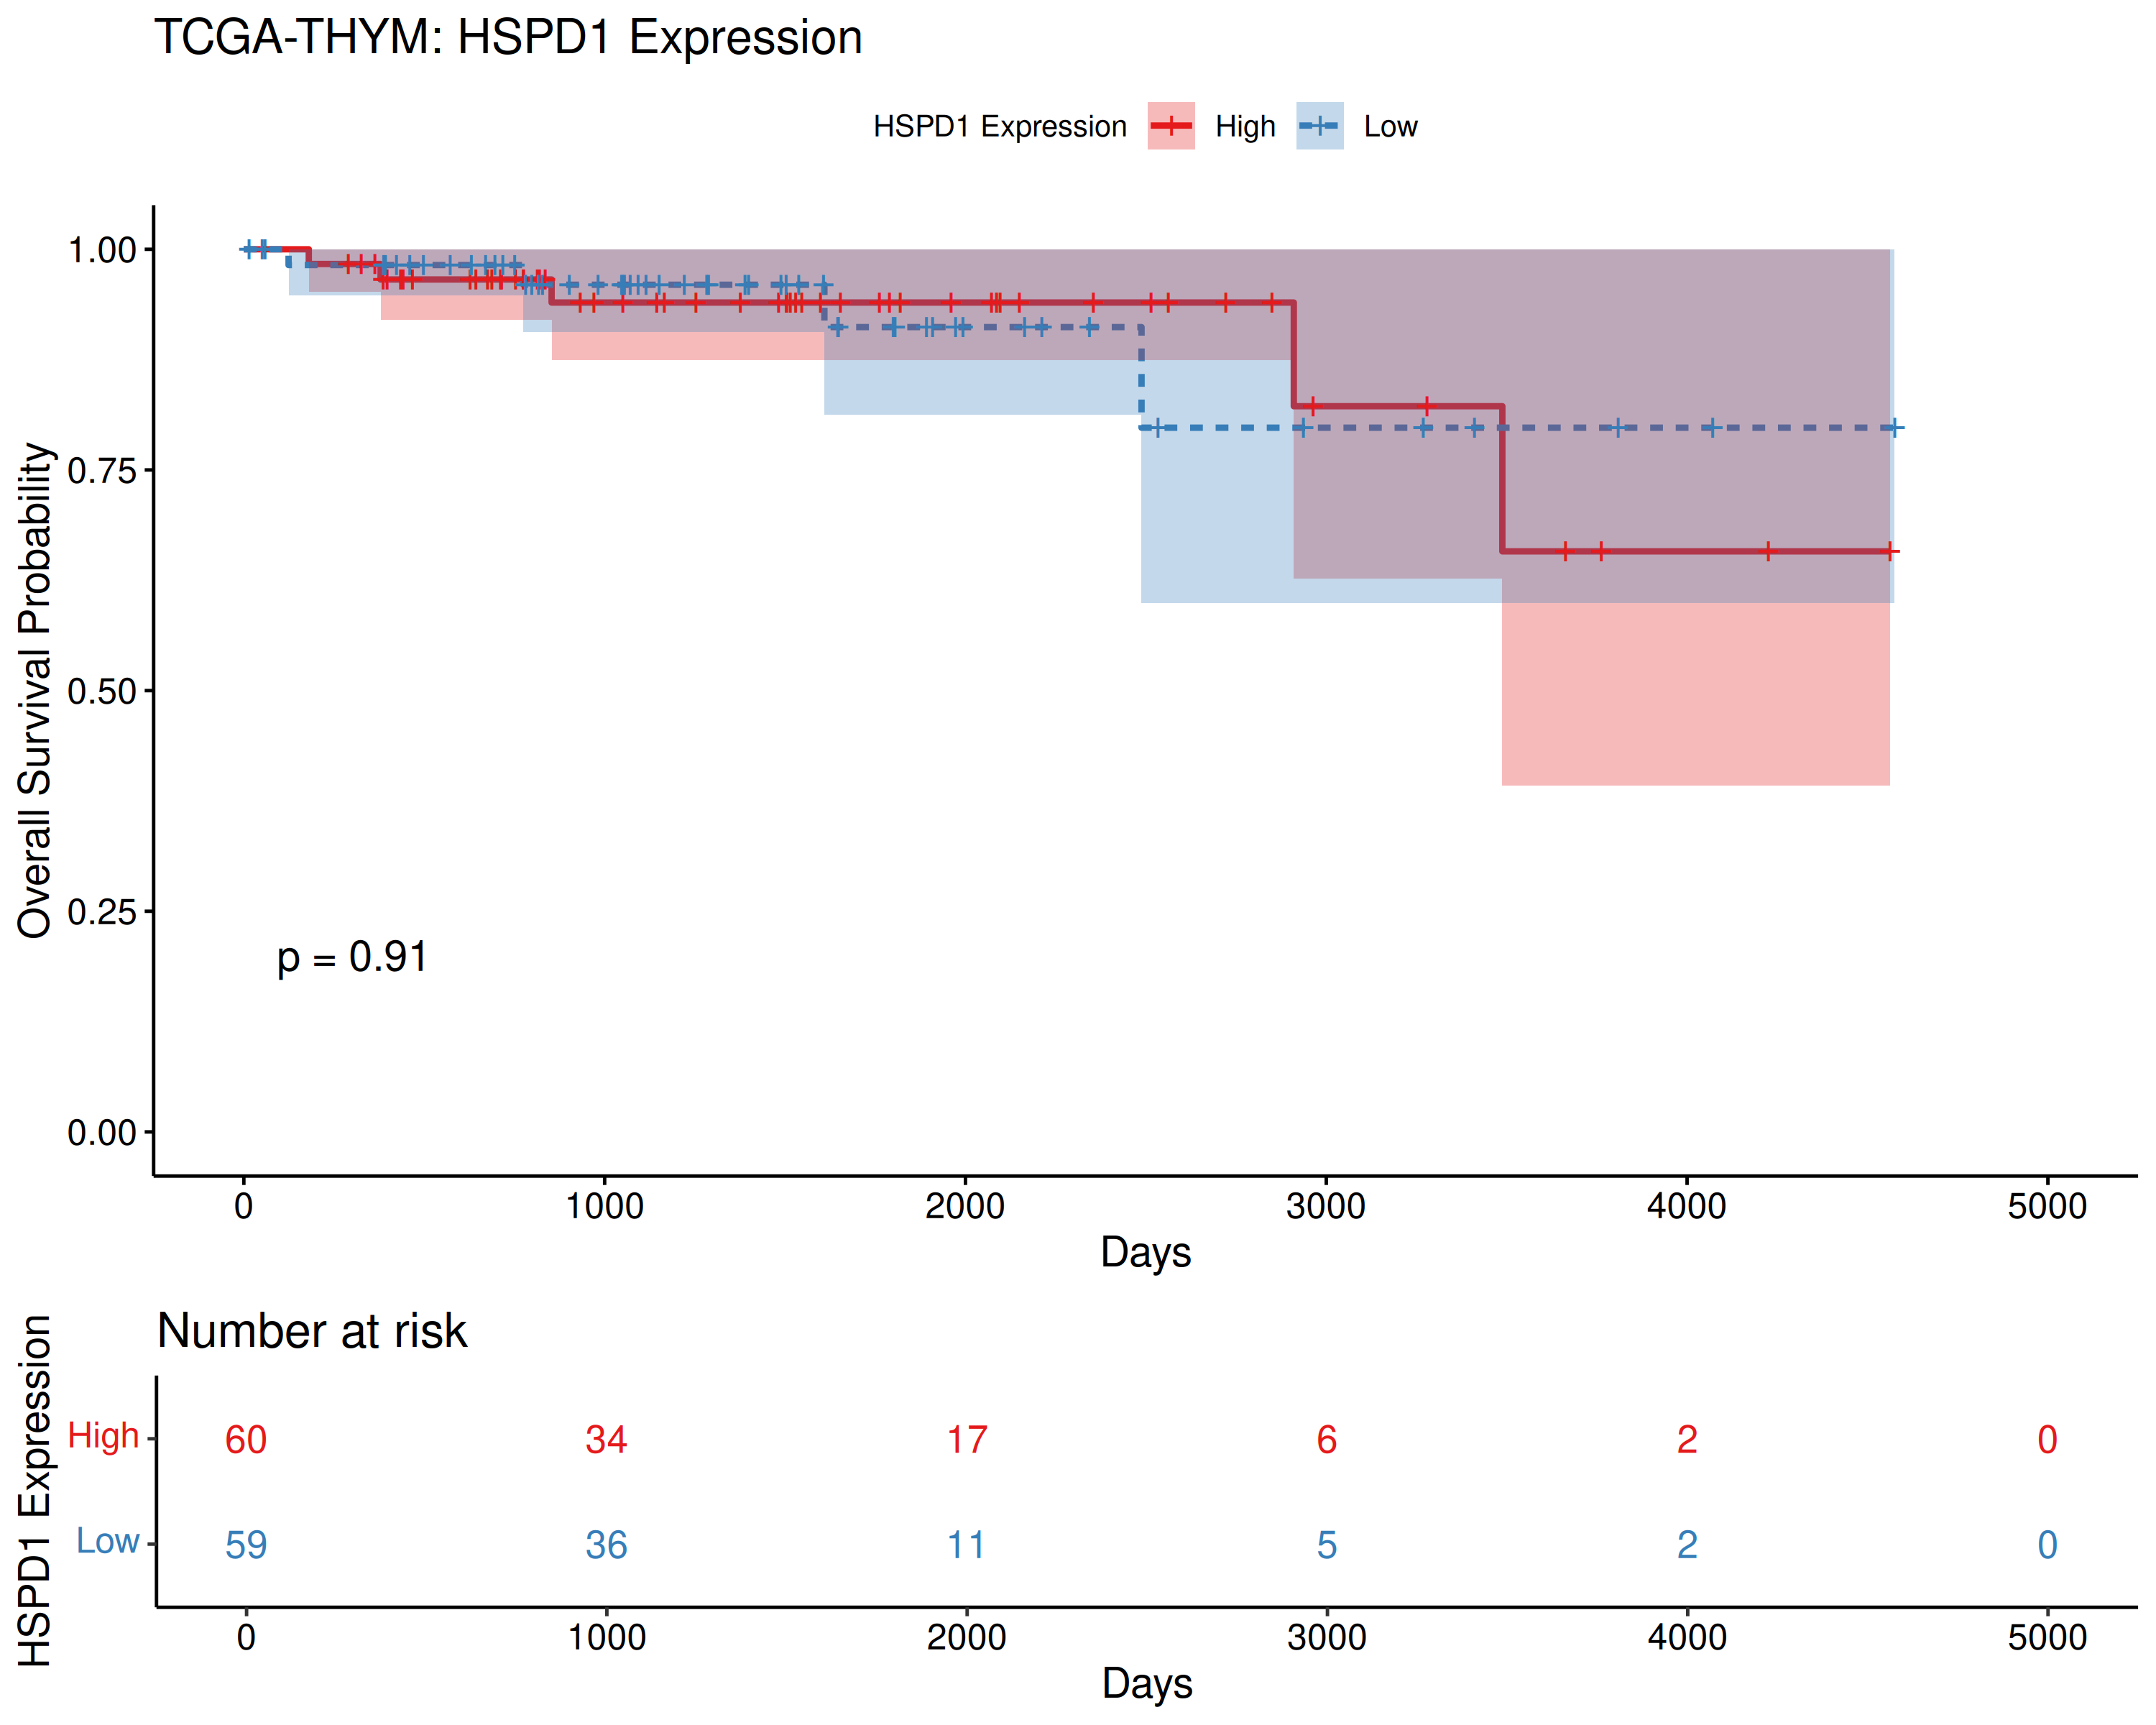 TCGA-THYM: HSPD1 Expression
HSPD1 Expression High Low
Overall Survival Probability
1.00
0.75
0.50
0.25
0.00
p = 0.91
0 1000 2000 3000 4000 5000
Days
Number at risk
HSPD1 Expression
High 60 34 17 6 2 0
Low 59 36 11 5 2 0
0 1000 2000 3000 4000 5000
Days